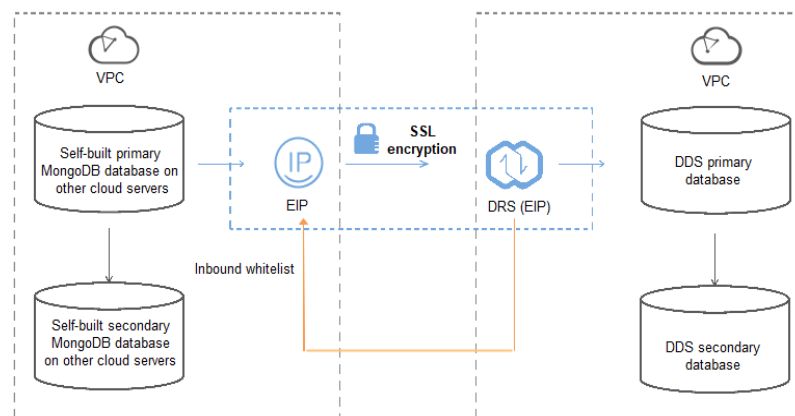 VPC
VPC
Self-built primary
MongoDB database on
other cloud servers
IP
EIP
SSL
encryption
DRS (EIP)
DDS primary
database
Inbound whitelist
Self-built secondary
MongoDB database
on other cloud servers
DDS secondary
database